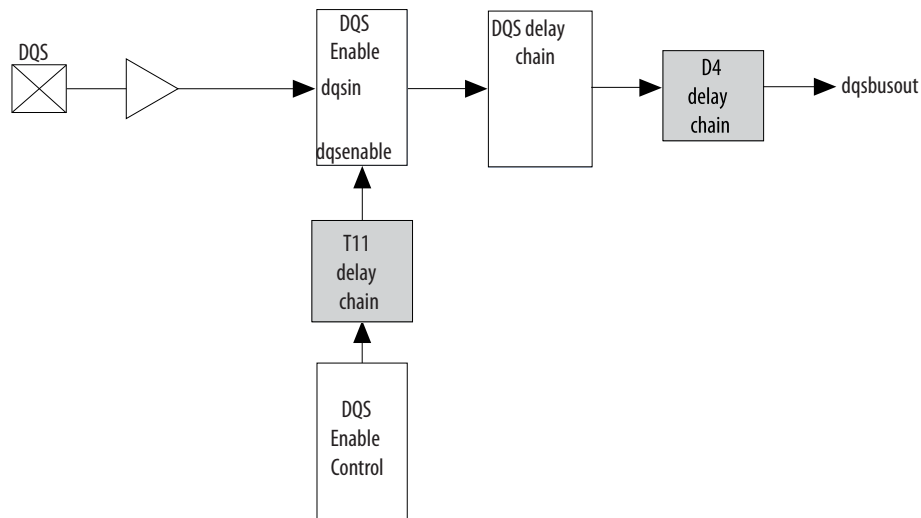 DQS
DQS
Enable
dqsin
dqsenable
DQS delay
chain
D4
delay
chain
dqsbusout
T11
delay
chain
DQS
Enable
Control